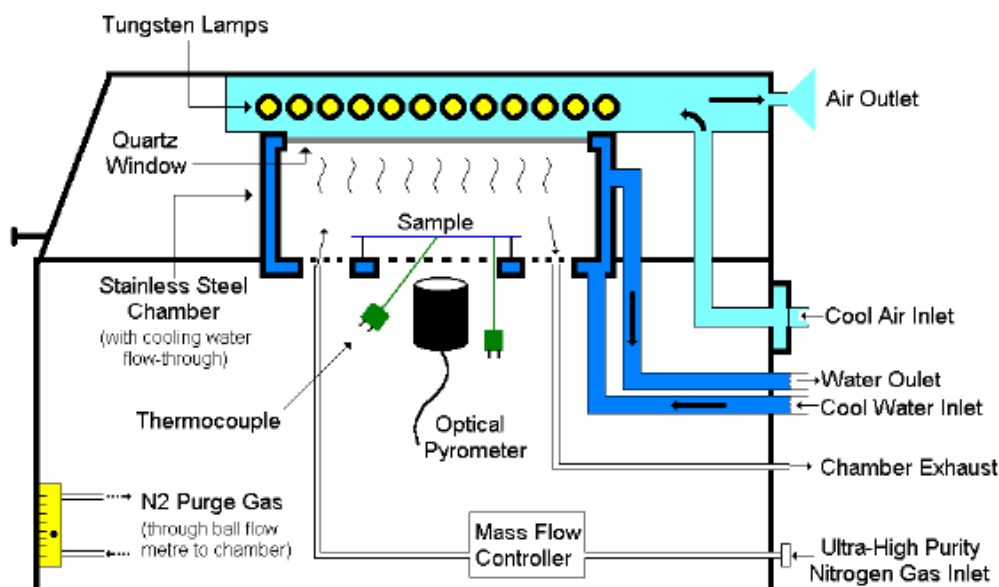 Tungsten Lamps
Air Outlet
Quartz
Window
Sample
Stainless Steel
Chamber
(with cooling water
flow-through)
Cool Air Inlet
Water Oulet
Cool Water Inlet
Thermocouple
Optical
Pyrometer
Chamber Exhaust
N2 Purge Gas
(through ball flow
metre to chamber)
Mass Flow
Controller
Ultra-High Purity
Nitrogen Gas Inlet